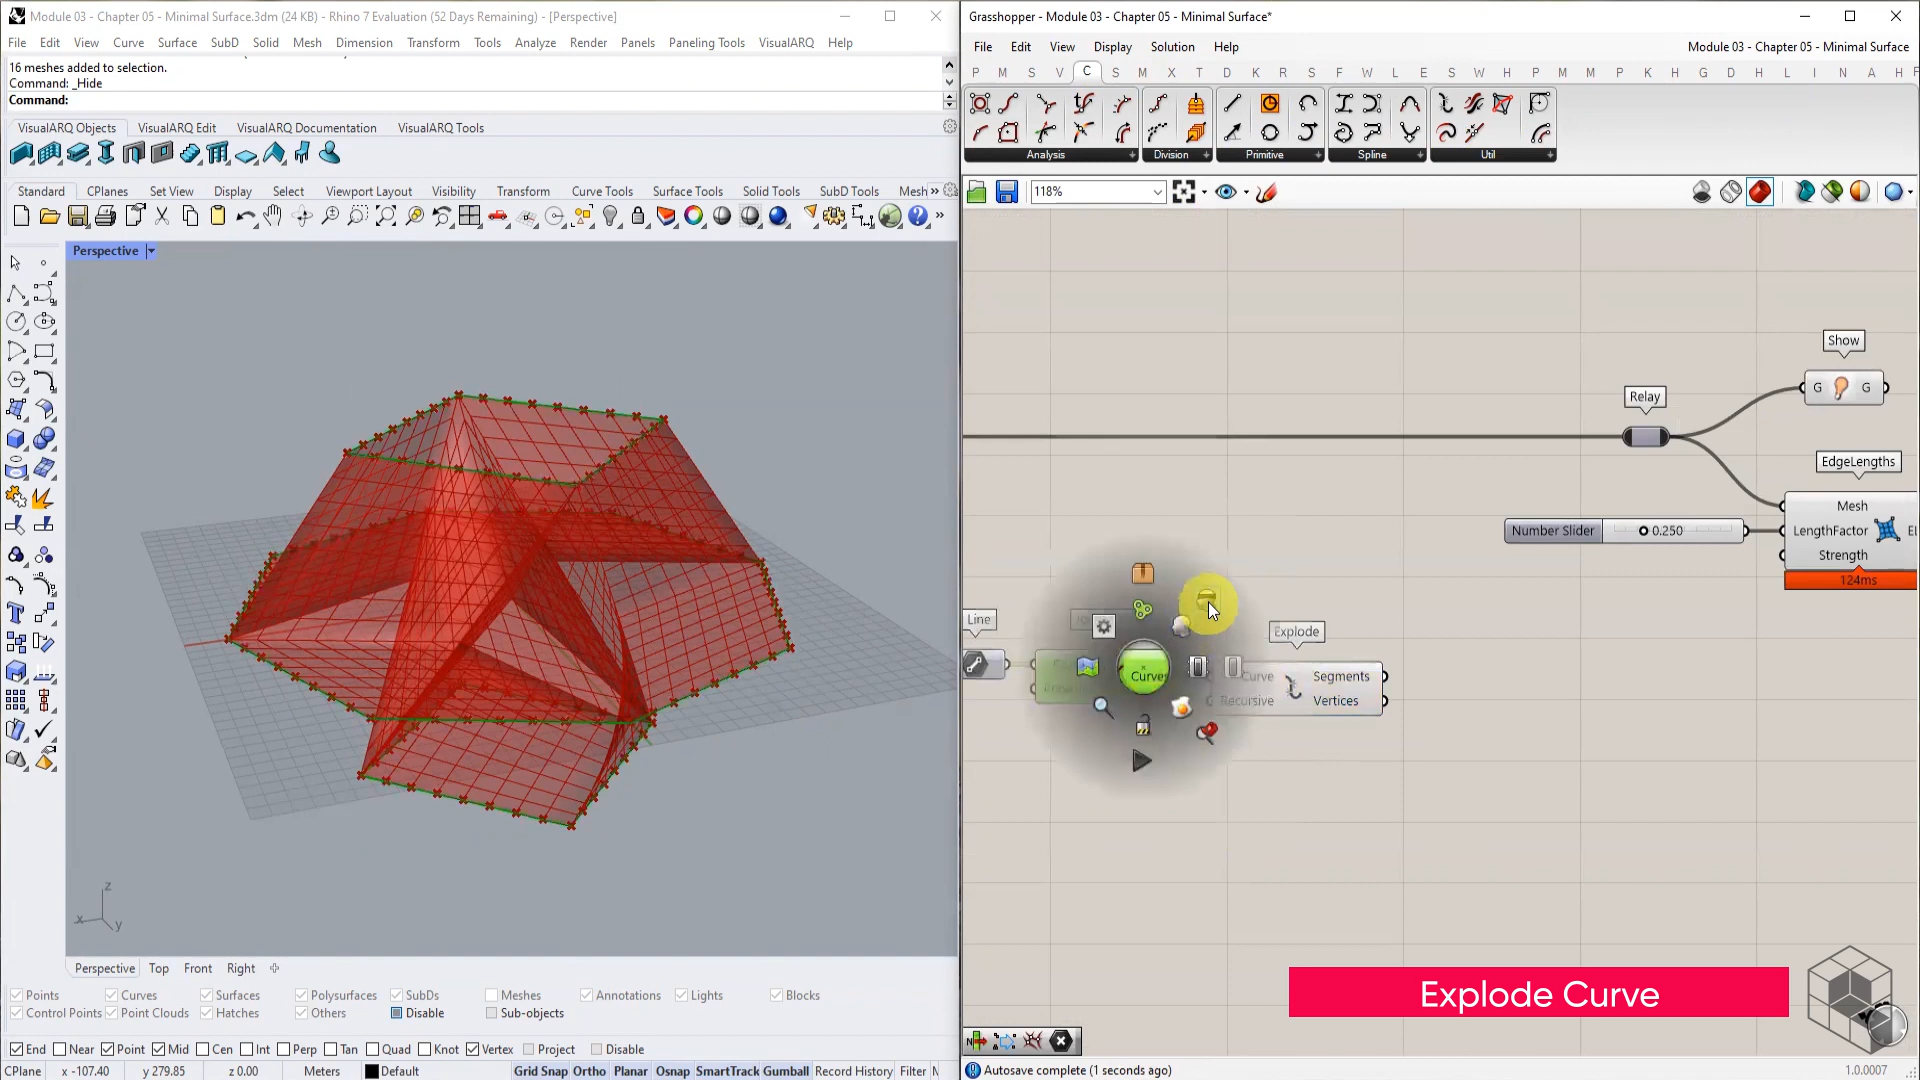 Module 03 - Chapter 05 - Minimal Surface.3dm (24 KB) - Rhino 7 Evaluation (52 Days Remaining) - [Perspective]
File Edit View Curve Surface SubD Solid Mesh Dimension Transform Tools Analyze Render Panels Paneling Tools VisualARQ Help
16 meshes added to selection.
Command: _Hide
Command:
VisualARQ Objects VisualARQ Edit VisualARQ Documentation VisualARQ Tools
Standard CPlanes Set View Display Select Viewport Layout Visibility Transform Curve Tools Surface Tools Solid Tools SubD Tools Mesh »
Perspective
z
x
y
Perspective Top Front Right
Points Curves Surfaces Polysurfaces SubDs Meshes Annotations Lights Blocks
Control Points Point Clouds Hatches Others Disable Sub-objects
End Near Point Mid Cen Int Perp Tan Quad Knot Vertex Project Disable
CPlane x -107.40 y 279.85 z 0.00 Meters Default Grid Snap Ortho Planar Osnap SmartTrack Gumball Record History Filter
Grasshopper - Module 03 - Chapter 05 - Minimal Surface*
File Edit View Display Solution Help Module 03 - Chapter 05 - Minimal Surface
P M S V C S M X T D K R S F W L E S W H P M M P K H G D H L I N A H F
Analysis Division Primitive Spline Util
118%
Show
G G
Relay
EdgeLengths
Mesh
Number Slider 0.250 LengthFactor
Strength
124ms
Line
Explode
Curves
Curve Segments
Recursive Vertices
Explode Curve
Autosave complete (1 seconds ago) 1.0.0007